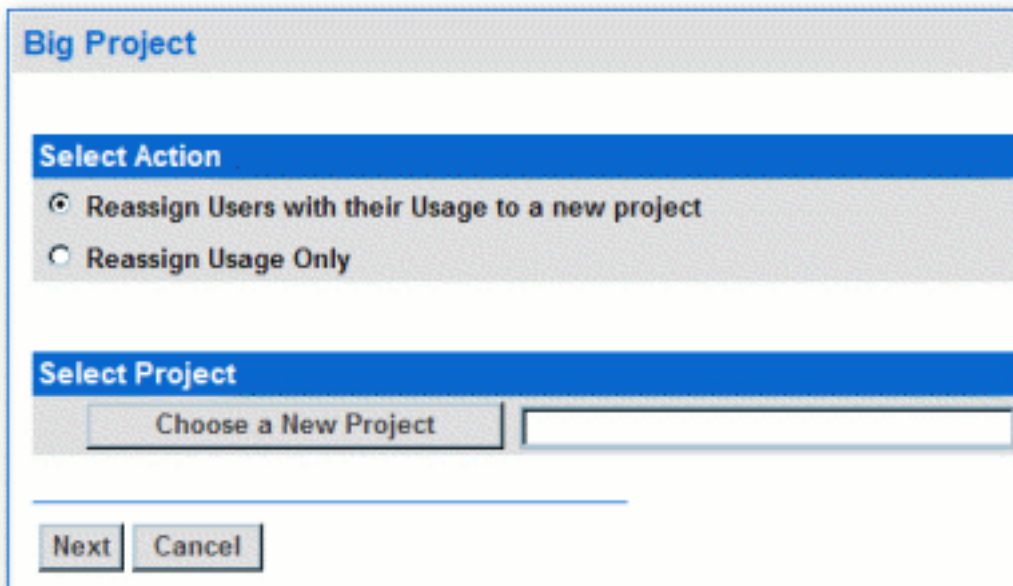 Big Project
Select Action
Reassign Users with their Usage to a new project
Reassign Usage Only
Select Project
Choose a New Project
Next Cancel